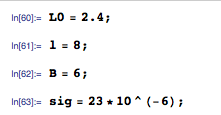 In[60]:= L0 = 2.4;
In[61]:= l = 8;
In[62]:= B = 6;
In[63]:= sig = 23 * 10 ^ (-6);